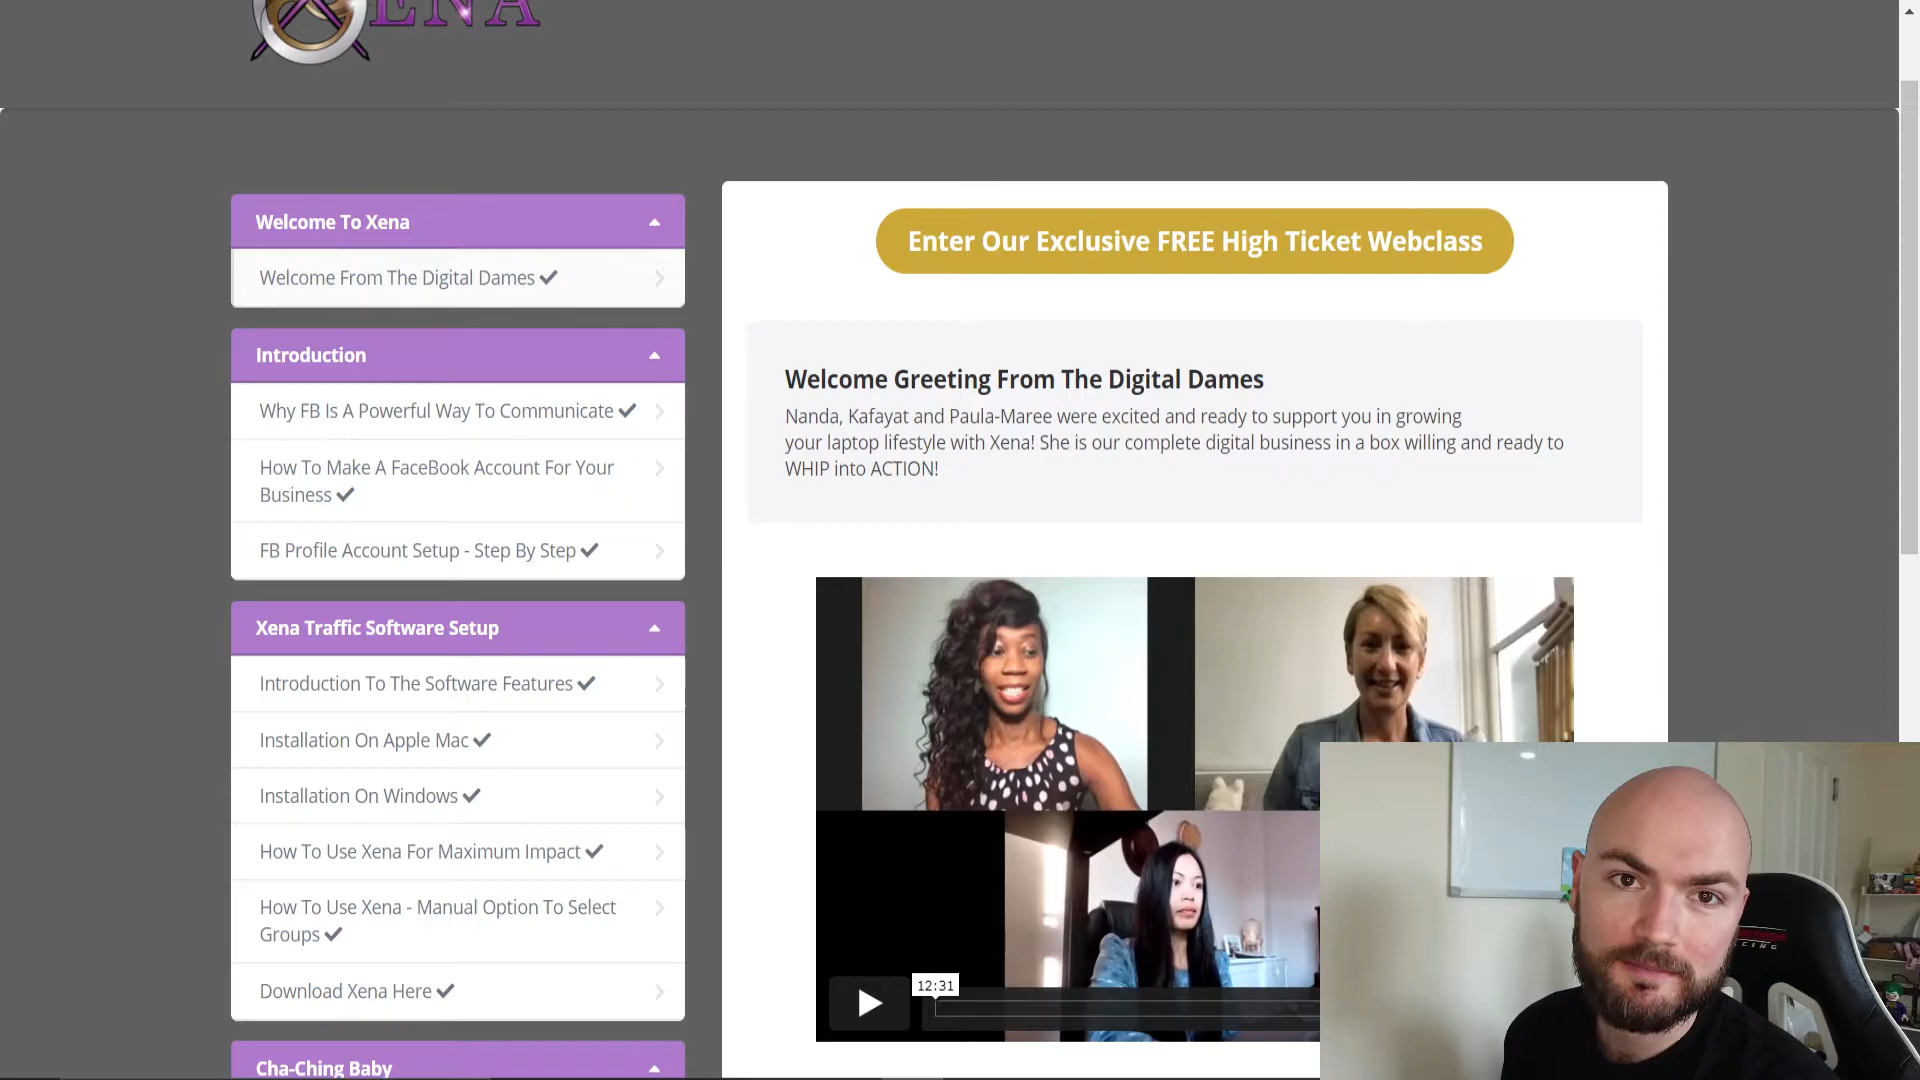 XENA
Welcome To Xena
Welcome From The Digital Dames
Introduction
Why FB Is A Powerful Way To Communicate
How To Make A FaceBook Account For Your
Business
FB Profile Account Setup - Step By Step
Xena Traffic Software Setup
Introduction To The Software Features
Installation On Apple Mac
Installation On Windows
How To Use Xena For Maximum Impact
How To Use Xena - Manual Option To Select
Groups
Download Xena Here
Cha-Ching Baby
Enter Our Exclusive FREE High Ticket Webclass
Welcome Greeting From The Digital Dames
Nanda, Kafayat and Paula-Maree were excited and ready to support you in growing
your laptop lifestyle with Xena! She is our complete digital business in a box willing and ready to
WHIP into ACTION!
12:31